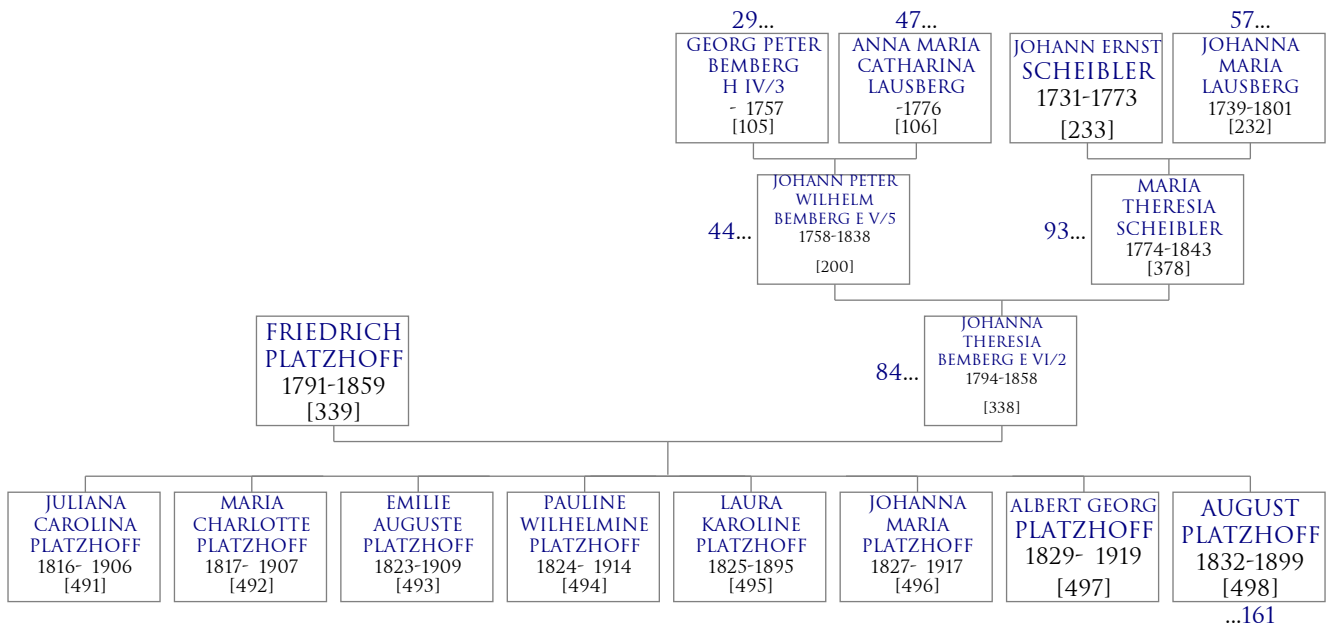 29...
GEORG PETER
BEMBERG
H IV/3
- 1757
[105]
47...
ANNA MARIA
CATHARINA
LAUSBERG
-1776
[106]
JOHANN ERNST
SCHEIBLER
1731-1773
[233]
57...
JOHANNA
MARIA
LAUSBERG
1739-1801
[232]
44...
JOHANN PETER
WILHELM
BEMBERG E V/5
1758-1838
[200]
93...
MARIA
THERESIA
SCHEIBLER
1774-1843
[378]
FRIEDRICH
PLATZHOFF
1791-1859
[339]
84...
JOHANNA
THERESIA
BEMBERG E VI/2
1794-1858
[338]
JULIANA
CAROLINA
PLATZHOFF
1816- 1906
[491]
MARIA
CHARLOTTE
PLATZHOFF
1817- 1907
[492]
EMILIE
AUGUSTE
PLATZHOFF
1823-1909
[493]
PAULINE
WILHELMINE
PLATZHOFF
1824- 1914
[494]
LAURA
KAROLINE
PLATZHOFF
1825-1895
[495]
JOHANNA
MARIA
PLATZHOFF
1827- 1917
[496]
ALBERT GEORG
PLATZHOFF
1829- 1919
[497]
AUGUST
PLATZHOFF
1832-1899
[498]
...161